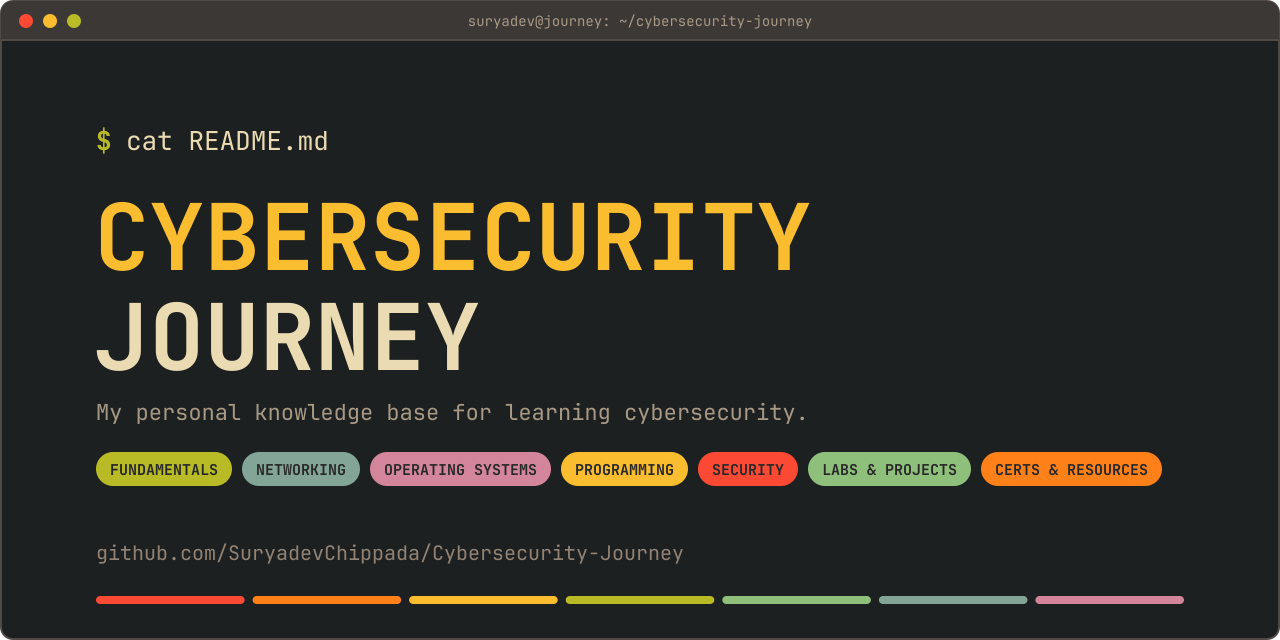 suryadev@journey: ~/cybersecurity-journey
$ cat README.md
CYBERSECURITY
JOURNEY
My personal knowledge base for learning cybersecurity.
FUNDAMENTALS NETWORKING OPERATING SYSTEMS PROGRAMMING SECURITY LABS & PROJECTS CERTS & RESOURCES
github.com/SuryadevChippada/Cybersecurity-Journey